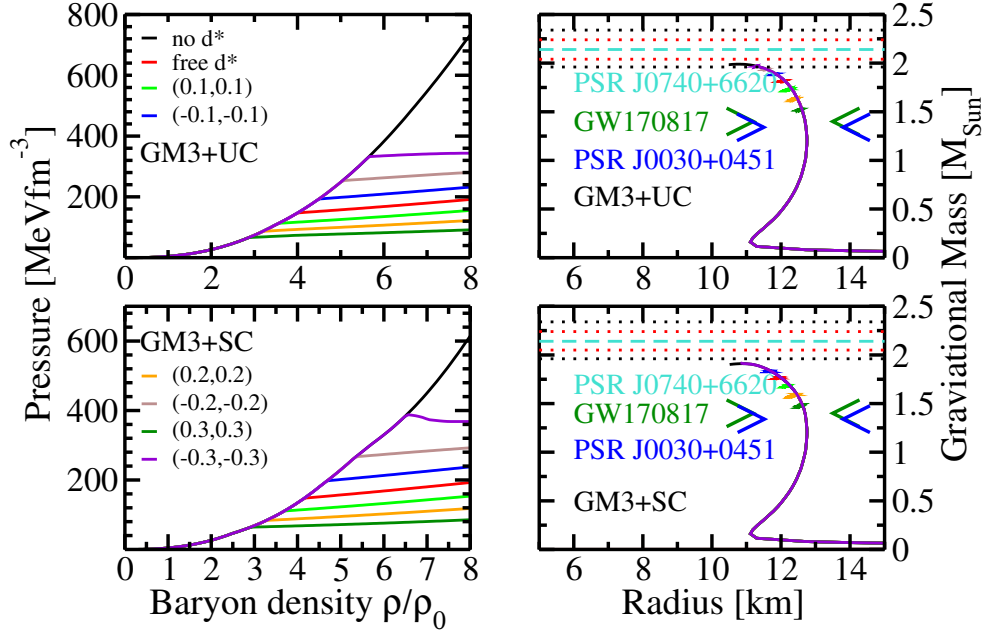 800
600
400
200
0
no d*
free d*
(0.1,0.1)
(-0.1,-0.1)
GM3+UC
0 1 2 3 4 5 6 7 8
2.5
2
1.5
1
0.5
0
PSR J0740+6620
GW170817
PSR J0030+0451
GM3+UC
6 8 10 12 14
600
400
200
0
GM3+SC
(0.2,0.2)
(-0.2,-0.2)
(0.3,0.3)
(-0.3,-0.3)
0 1 2 3 4 5 6 7 8
2.5
2
1.5
1
0.5
0
PSR J0740+6620
GW170817
PSR J0030+0451
GM3+SC
6 8 10 12 14
Pressure [MeVfm⁻³]
Baryon density ρ/ρ₀
Radius [km]
Graviational Mass [M_Sun]